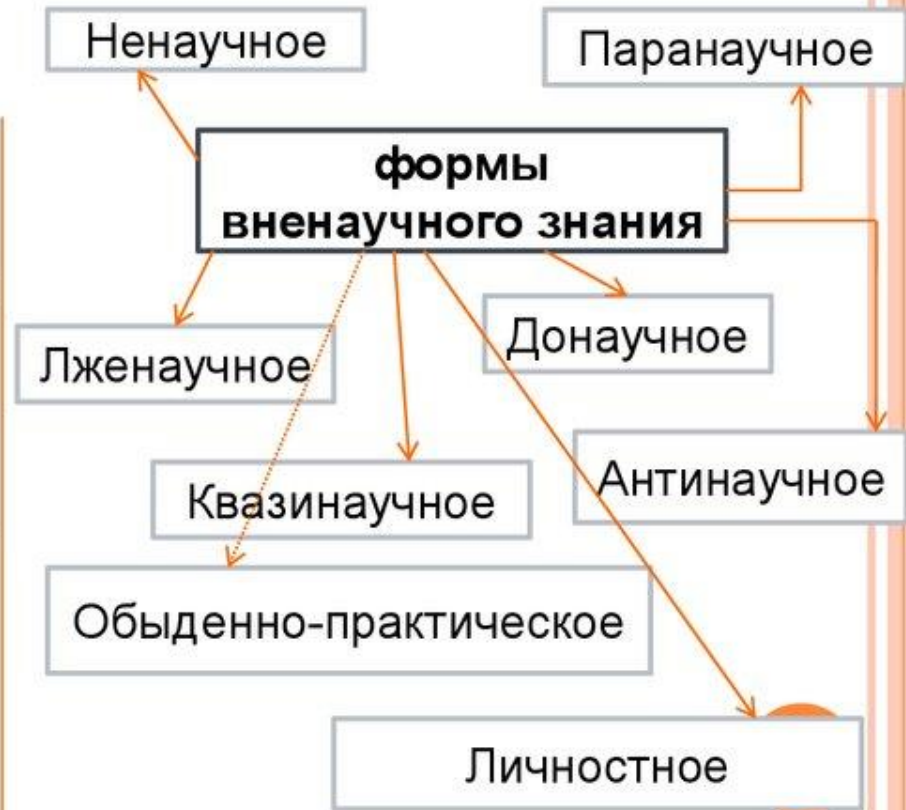 Ненаучное
Паранаучное
формы
вненаучного знания
Донаучное
Лженаучное
Антинаучное
Квазинаучное
Обыденно-практическое
Личностное